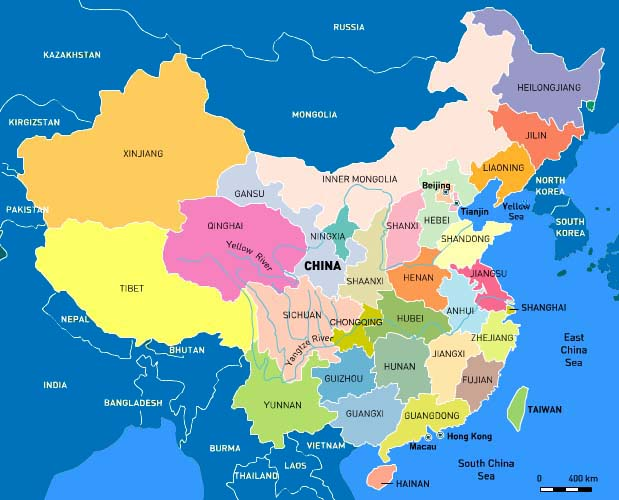 RUSSIA
KAZAKHSTAN
HEILONGJIANG
MONGOLIA
KIRGIZSTAN
JILIN
XINJIANG
LIAONING
INNER MONGOLIA
Beijing
NORTH
KOREA
GANSU
PAKISTAN
Tianjin
Yellow
Sea
HEBEI
QINGHAI
SHANXI
SOUTH
KOREA
NINGXIA
SHANDONG
Yellow River
CHINA
JIANGSU
HENAN
SHAANXI
TIBET
SHANGHAI
ANHUI
SICHUAN
HUBEI
NEPAL
CHONGQING
ZHEJIANG
East
China
Sea
Yangtze River
BHUTAN
JIANGXI
HUNAN
GUIZHOU
FUJIAN
INDIA
BANGLADESH
YUNNAN
TAIWAN
GUANGXI
GUANGDONG
Hong Kong
Macau
VIETNAM
BURMA
South China
Sea
LAOS
THAILAND
HAINAN
0 400 km